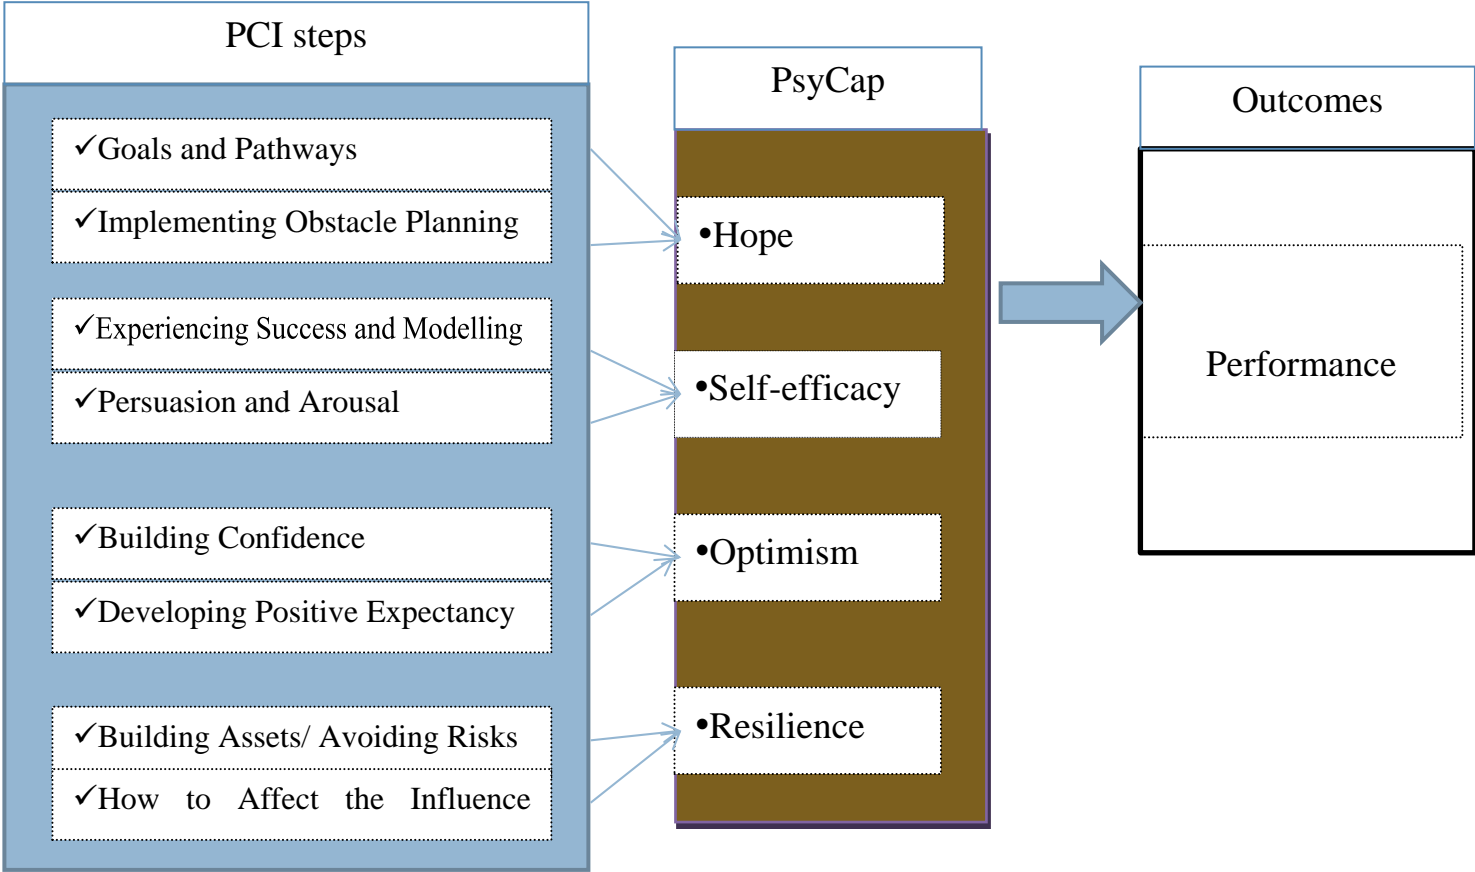 PCI steps
✓Goals and Pathways
✓Implementing Obstacle Planning
✓Experiencing Success and Modelling
✓Persuasion and Arousal
✓Building Confidence
✓Developing Positive Expectancy
✓Building Assets/ Avoiding Risks
✓How to Affect the Influence
PsyCap
•Hope
•Self-efficacy
•Optimism
•Resilience
Outcomes
Performance